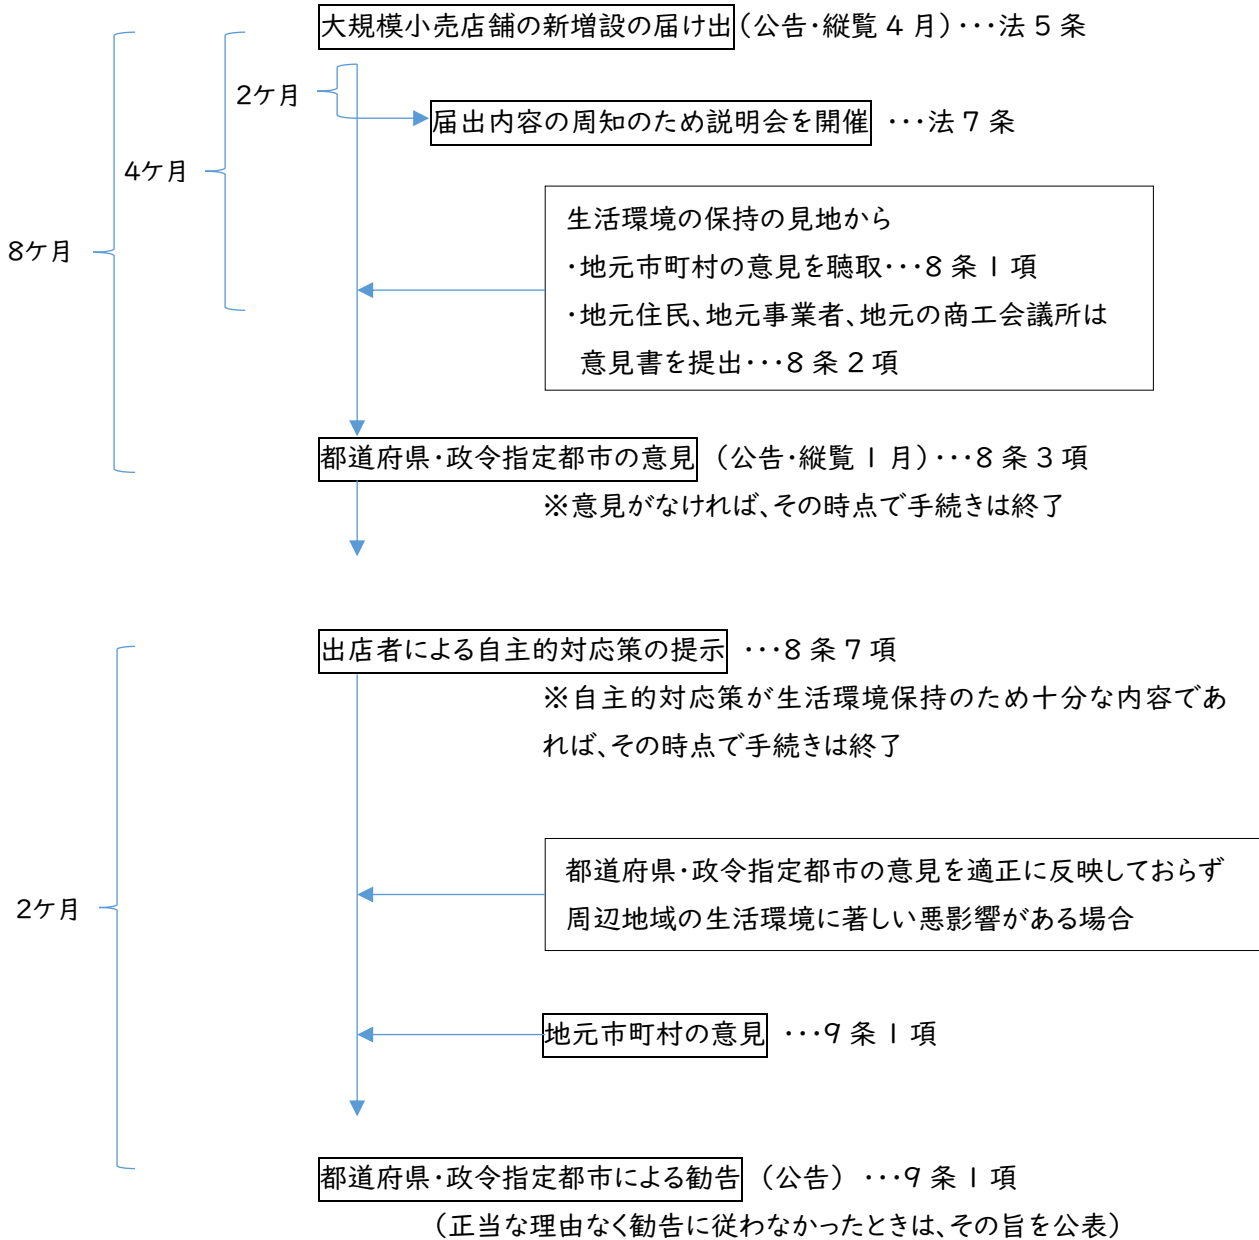 大規模小売店舗の新増設の届け出(公告・縦覧4月)・・・法5条
2ケ月
届出内容の周知のため説明会を開催 ・・・法7条
4ケ月
生活環境の保持の見地から
・地元市町村の意見を聴取・・・8条1項
8ケ月
・地元住民、地元事業者、地元の商工会議所は
意見書を提出・・・8条2項
都道府県・政令指定都市の意見 (公告・縦覧1月)・・・8条3項
※意見がなければ、その時点で手続きは終了
出店者による自主的対応策の提示 ・・・8条7項
※自主的対応策が生活環境保持のため十分な内容であ
れば、その時点で手続きは終了
都道府県・政令指定都市の意見を適正に反映しておらず
2ケ月
周辺地域の生活環境に著しい悪影響がある場合
地元市町村の意見 ・・・9条1項
都道府県・政令指定都市による勧告 (公告) ・・・9条1項
(正当な理由なく勧告に従わなかったときは、その旨を公表)